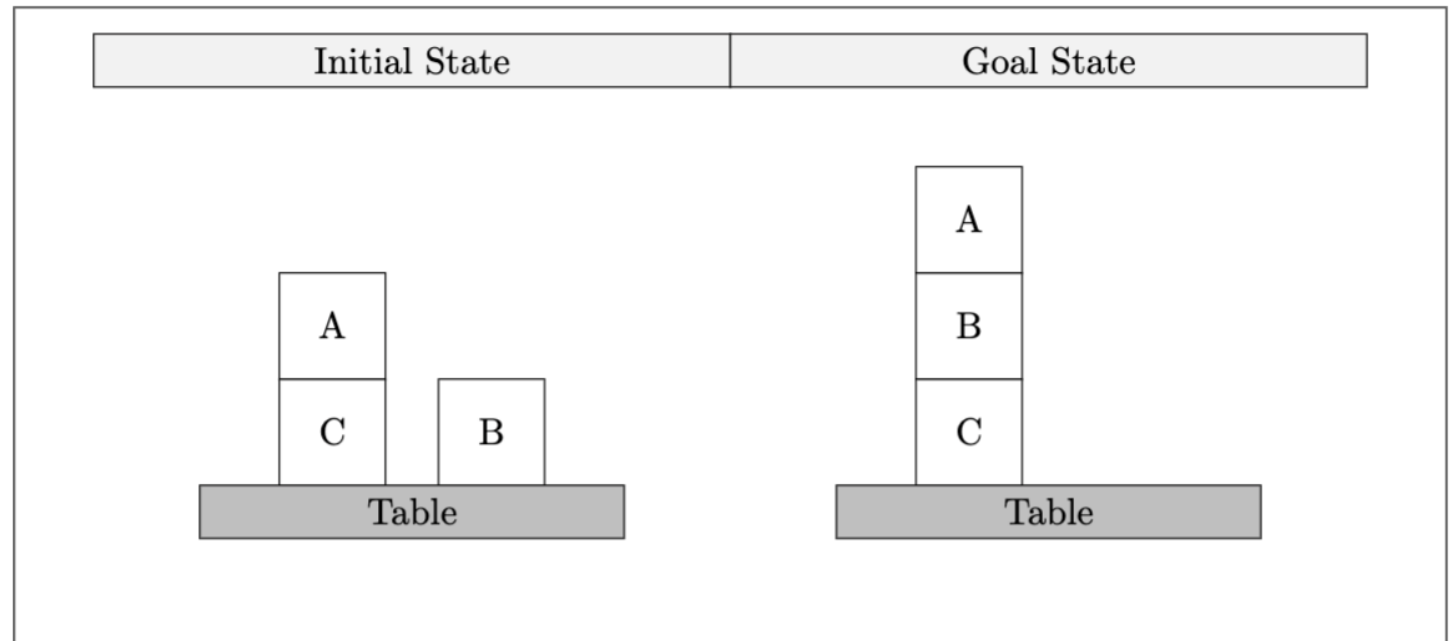 Initial State Goal State
A
A B
C B C
Table Table